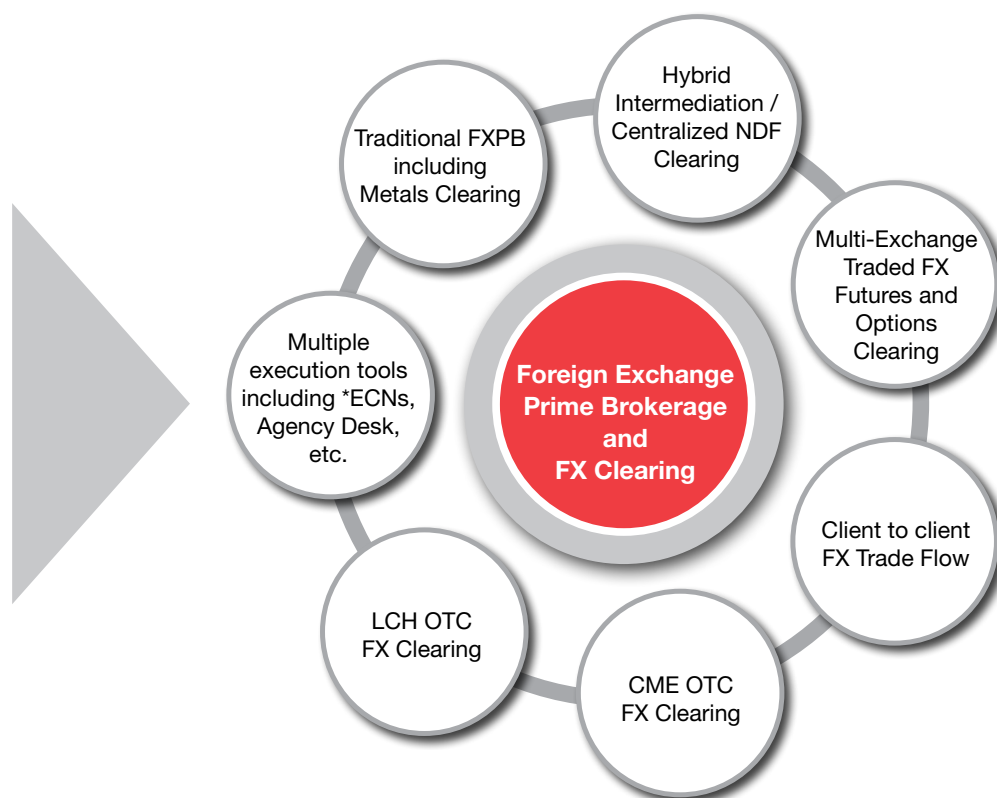 Hybrid
Intermediation /
Centralized NDF
Clearing
Traditional FXPB
including
Metals Clearing
Multi-Exchange
Traded FX
Futures and
Options
Clearing
Multiple
execution tools
including *ECNs,
Agency Desk,
etc.
Foreign Exchange
Prime Brokerage
and
FX Clearing
Client to client
FX Trade Flow
LCH OTC
FX Clearing
CME OTC
FX Clearing